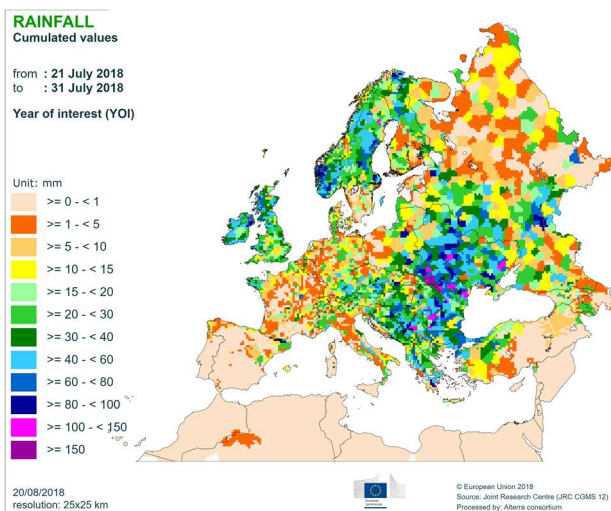 RAINFALL
Cumulated values
from : 21 July 2018
to : 31 July 2018
Year of interest (YOI)
Unit: mm
>= 0 - < 1
>= 1 - < 5
>= 5 - < 10
>= 10 - < 15
>= 15 - < 20
>= 20 - < 30
>= 30 - < 40
>= 40 - < 60
>= 60 - < 80
>= 80 - < 100
>= 100 - < 150
>= 150
20/08/2018
resolution: 25x25 km
© European Union 2018
Source: Joint Research Centre (JRC CGMS 12)
Processed by: Alterra consortium